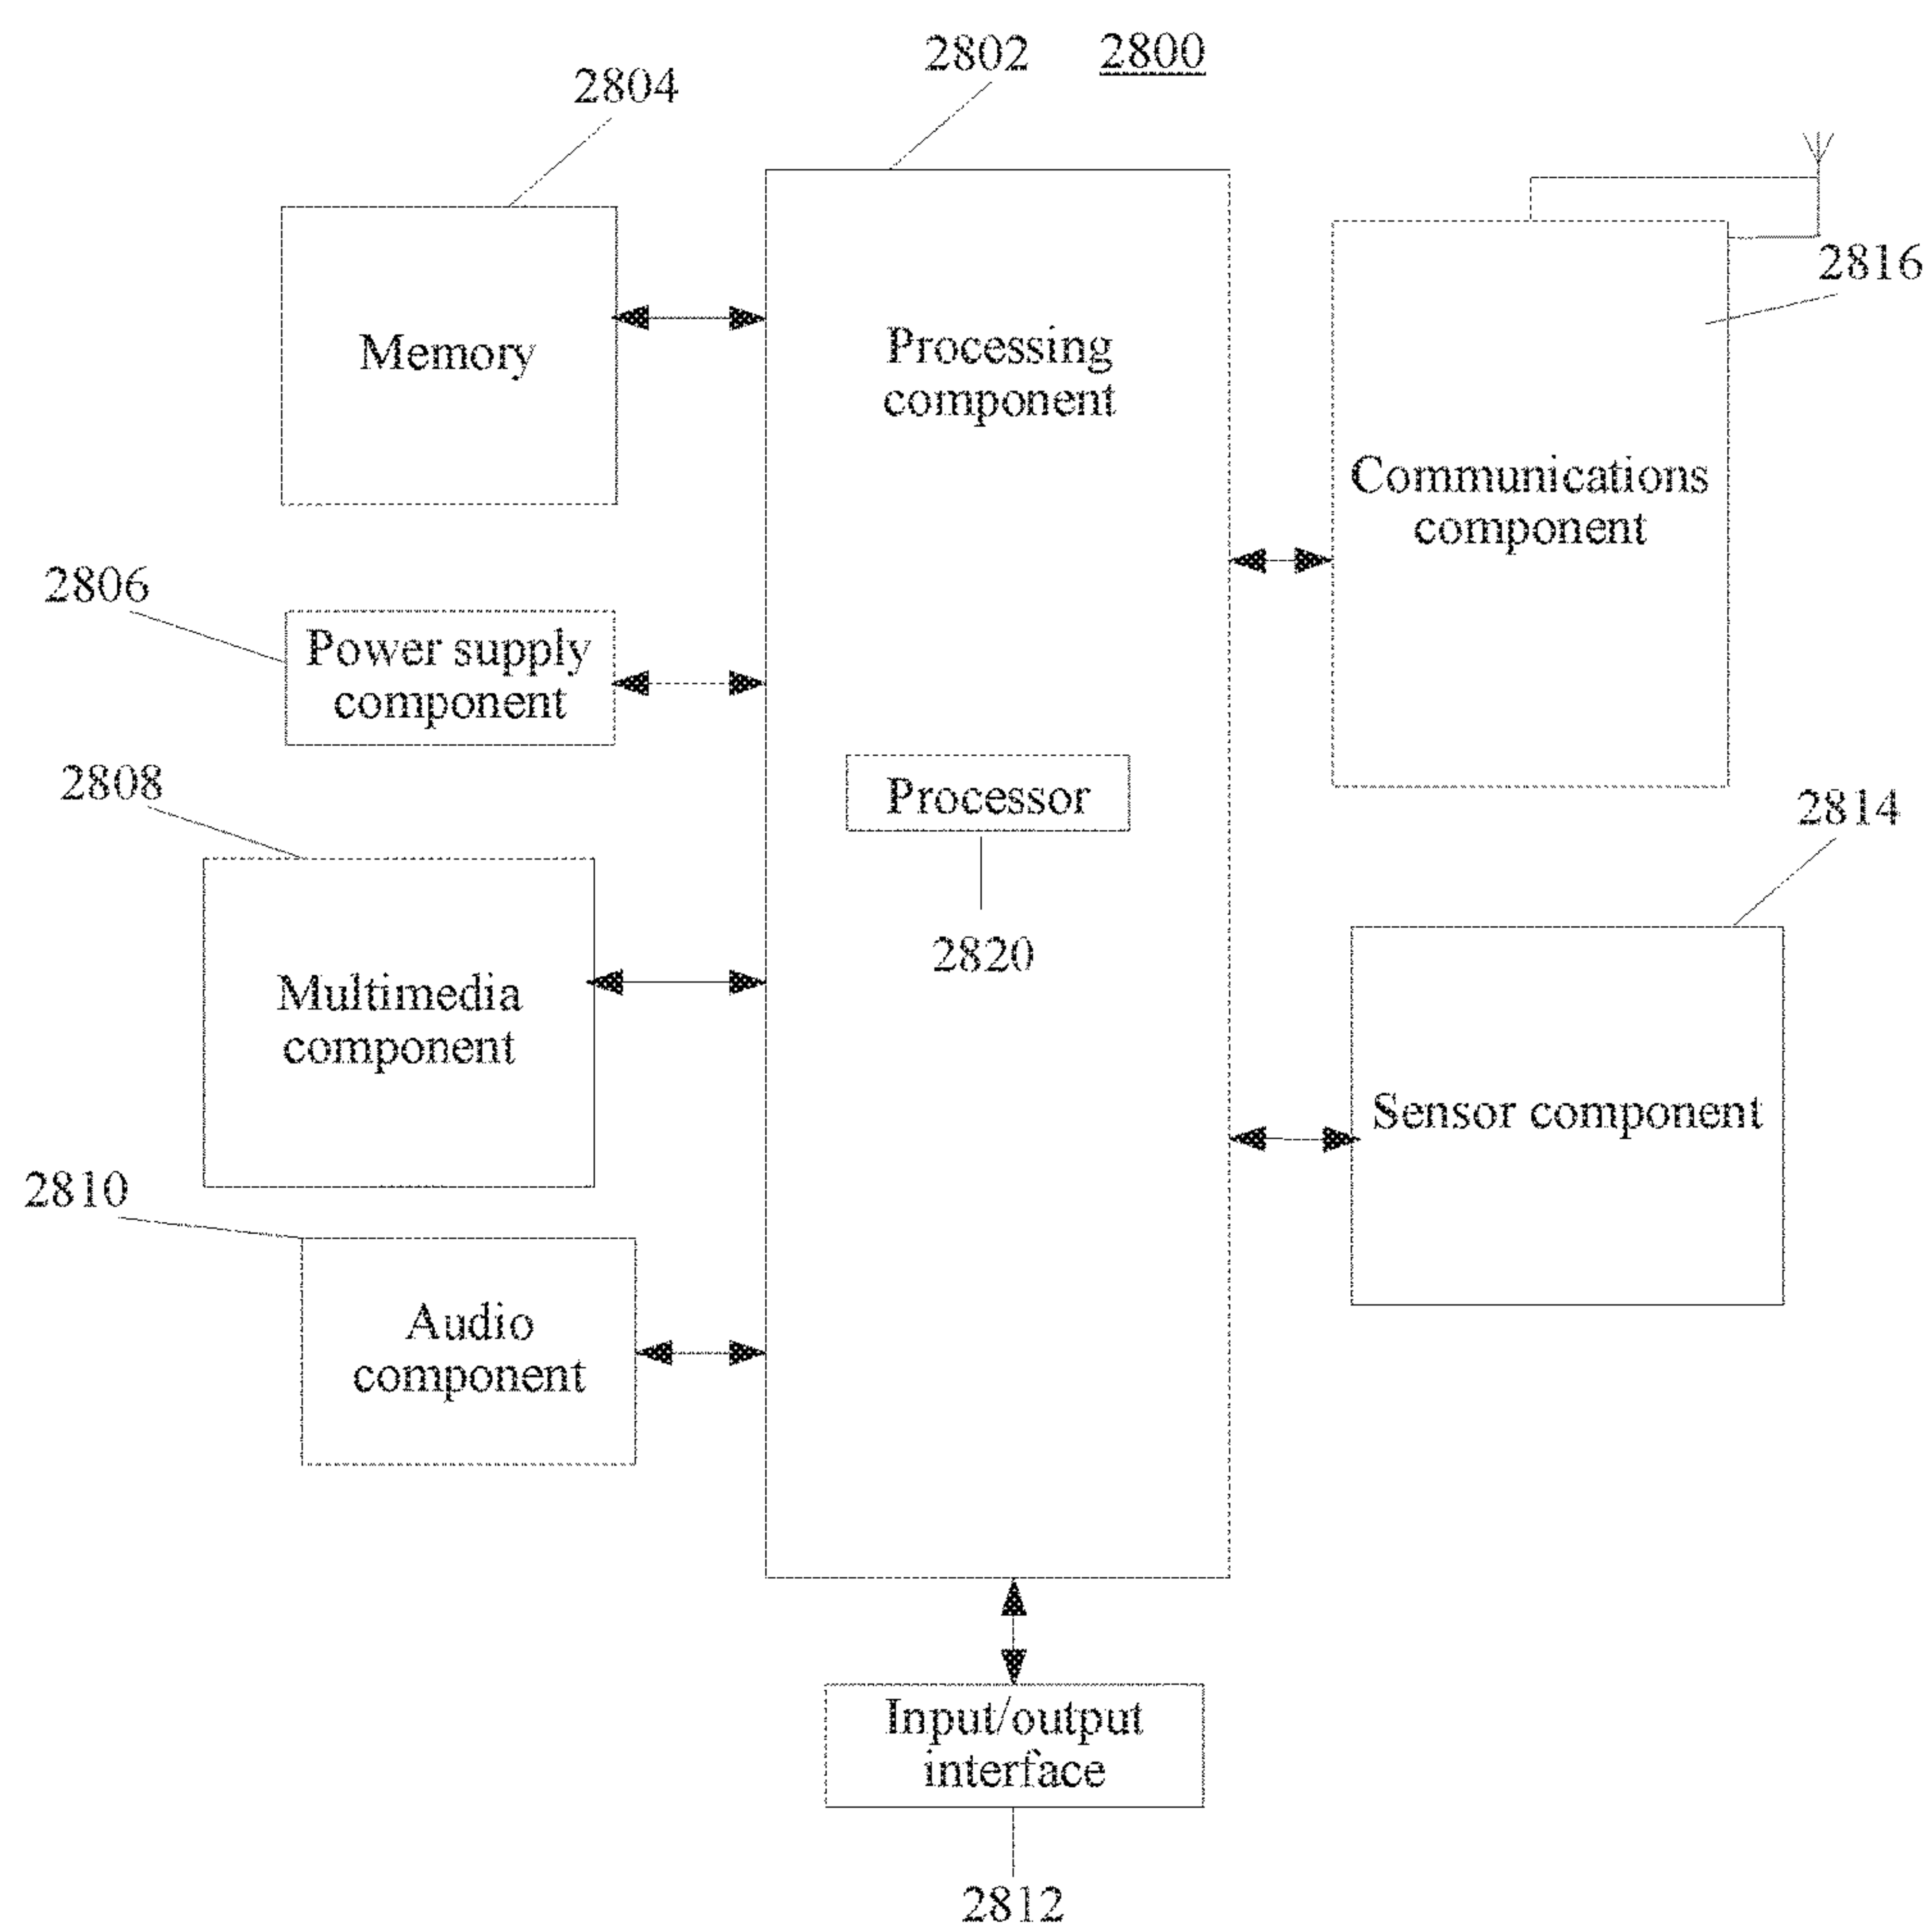 2802
2800
2804
2816
Memory
Processing
component
Communications
component
2806
Power supply
component
2808
Processor
2814
2820
Multimedia
component
Sensor component
2810
Audio
component
Input/output
interface
2812